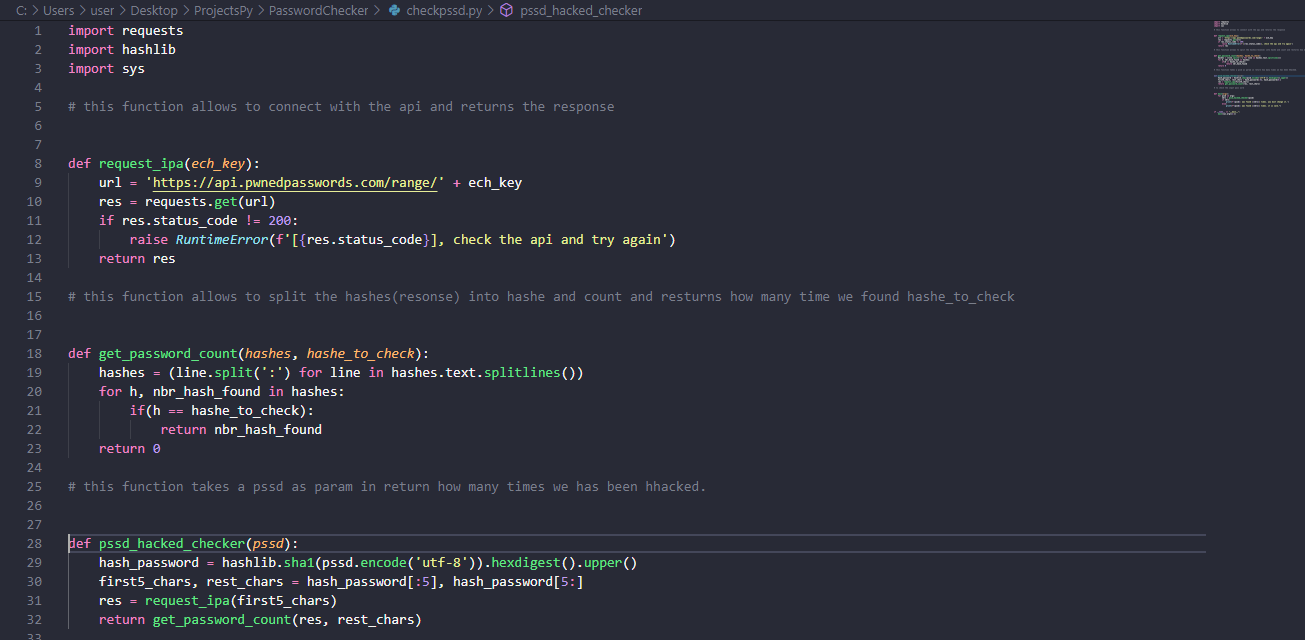 C: > Users > user > Desktop > ProjectsPy > PasswordChecker > checkpssd.py > pssd_hacked_checker
1 import requests
2 import hashlib
3 import sys
4
5 # this function allows to connect with the api and returns the response
6
7
8 def request_ipa(ech_key):
9     url = 'https://api.pwnedpasswords.com/range/' + ech_key
10     res = requests.get(url)
11     if res.status_code != 200:
12         raise RuntimeError(f'[{res.status_code}], check the api and try again')
13     return res
14
15 # this function allows to split the hashes(resonse) into hashe and count and resturns how many time we found hashe_to_check
16
17
18 def get_password_count(hashes, hashe_to_check):
19     hashes = (line.split(':') for line in hashes.text.splitlines())
20     for h, nbr_hash_found in hashes:
21         if(h == hashe_to_check):
22             return nbr_hash_found
23     return 0
24
25 # this function takes a pssd as param in return how many times we has been hhacked.
26
27
28 def pssd_hacked_checker(pssd):
29     hash_password = hashlib.sha1(pssd.encode('utf-8')).hexdigest().upper()
30     first5_chars, rest_chars = hash_password[:5], hash_password[5:]
31     res = request_ipa(first5_chars)
32     return get_password_count(res, rest_chars)
33